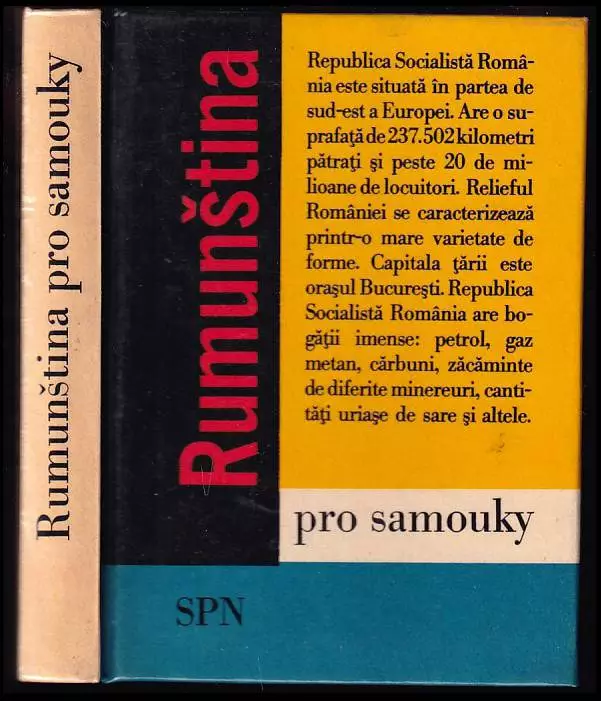 Rumunština pro samouky
Rumunština
Republica Socialistă Româ-
nia este situată în partea de
sud-est a Europei. Are o su-
prafață de 237.502 kilometri
pătrați și peste 20 de mi-
lioane de locuitori. Relieful
României se caracterizează
printr-o mare varietate de
forme. Capitala țării este
orașul București. Republica
Socialistă România are bo-
gății imense: petrol, gaz
metan, cărbuni, zăcăminte
de diferite minereuri, canti-
tăți uriașe de sare și altele.
pro samouky
SPN